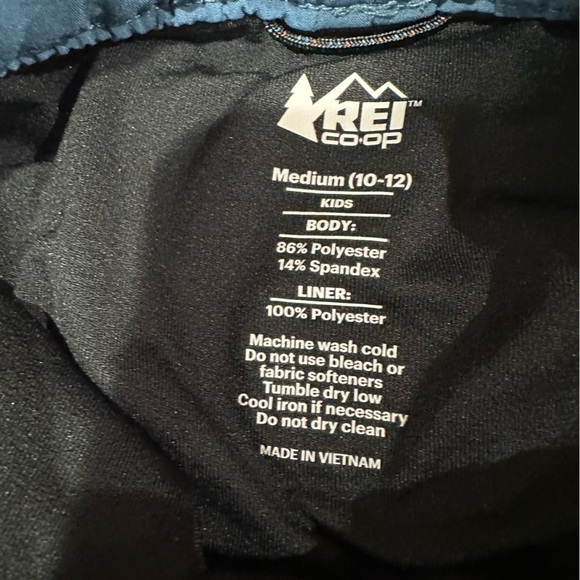 REI™
CO·OP
Medium (10-12)
KIDS
BODY:
86% Polyester
14% Spandex
LINER:
100% Polyester
Machine wash cold
Do not use bleach or
fabric softeners
Tumble dry low
Cool iron if necessary
Do not dry clean
MADE IN VIETNAM